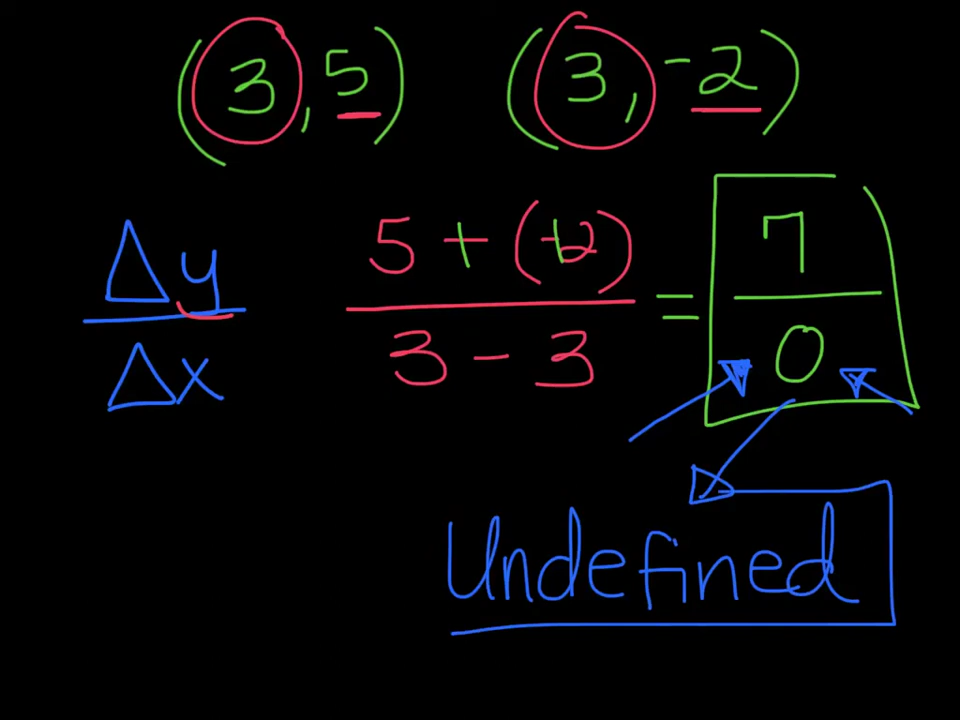 (3, 5) (3, -2)
Δy 5 + (+2) = 7
Δx 3 - 3 0
Undefined